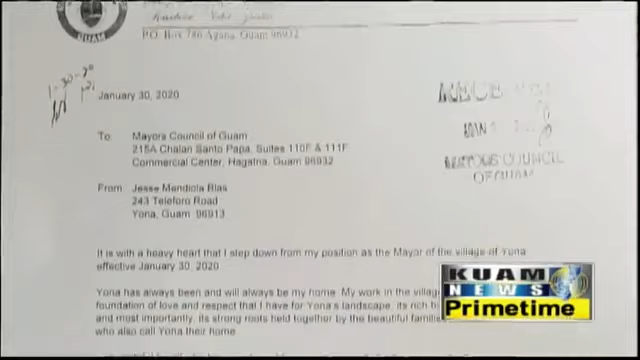 GUAM
P.O. Box 786 Agana, Guam 96932
1-30-20
January 30, 2020
To Mayors Council of Guam
215A Chalan Santo Papa, Suites 110F & 111F
Commercial Center, Hagatna, Guam 96932
From Jesse Mendiola Blas
243 Teleforo Road
Yona, Guam 96913
MAYORS COUNCIL
OF GUAM
It is with a heavy heart that I step down from my position as the Mayor of the village of Yona
effective January 30, 2020
Yona has always been and will always be my home. My work in the villag
foundation of love and respect that I have for Yona's landscape, its rich
and most importantly, its strong roots held together by the beautiful familie
who also call Yona their home
KUAM
NEWS
Primetime